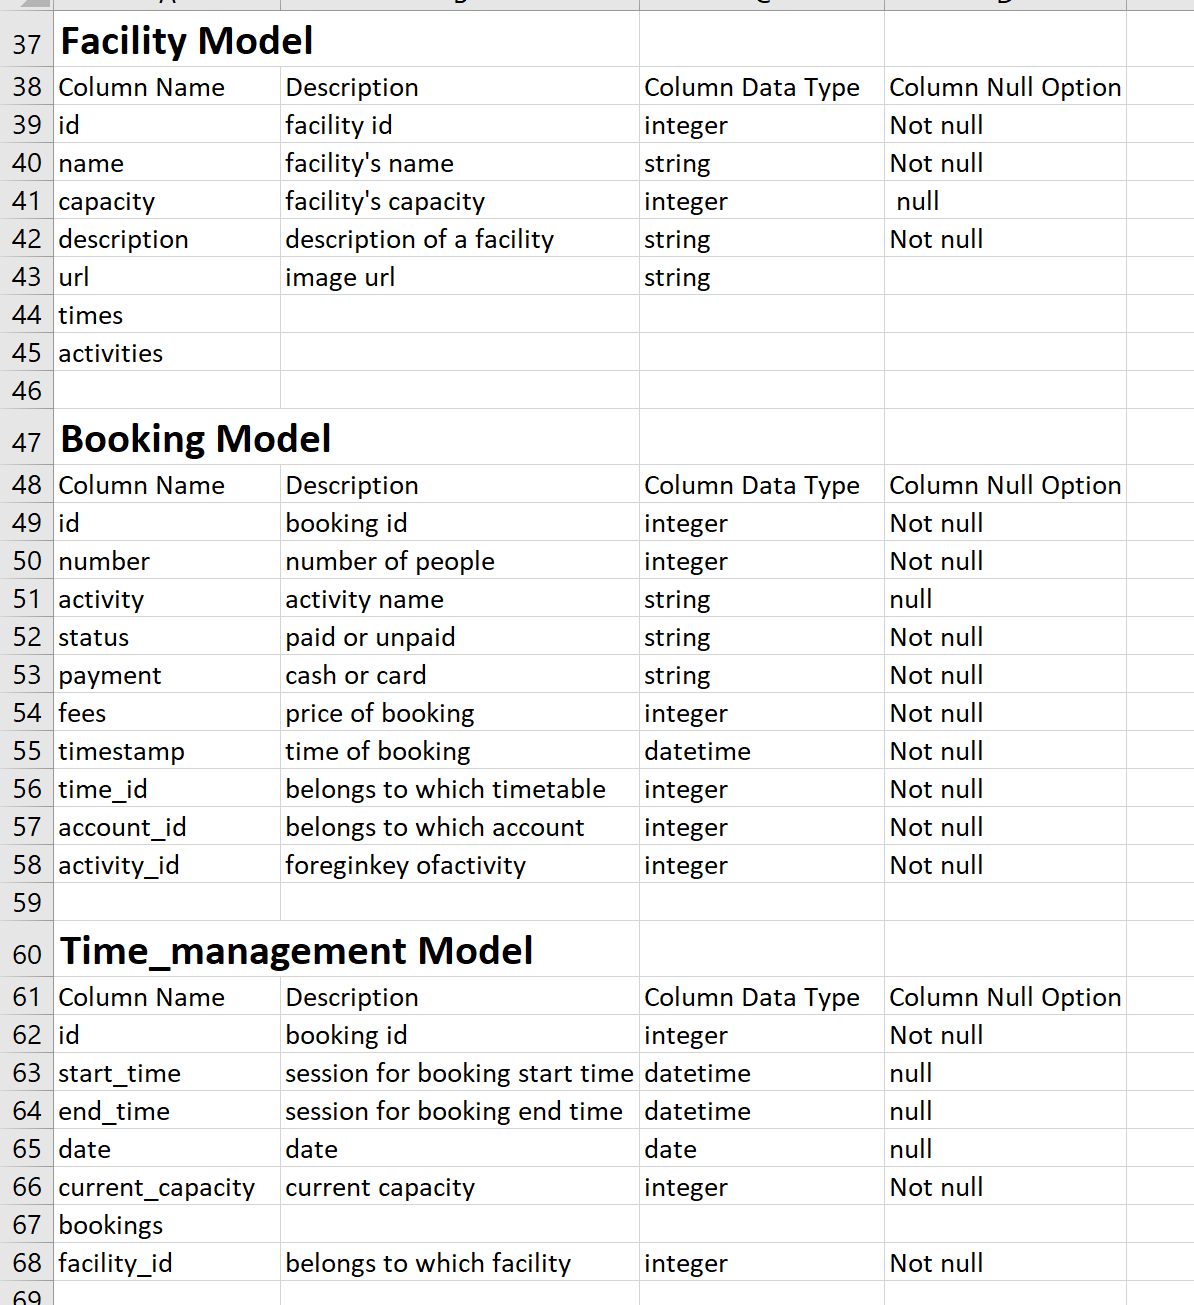 37 Facility Model
38 Column Name Description Column Data Type Column Null Option
39 id facility id integer Not null
40 name facility's name string Not null
41 capacity facility's capacity integer null
42 description description of a facility string Not null
43 url image url string
44 times
45 activities
46
47 Booking Model
48 Column Name Description Column Data Type Column Null Option
49 id booking id integer Not null
50 number number of people integer Not null
51 activity activity name string null
52 status paid or unpaid string Not null
53 payment cash or card string Not null
54 fees price of booking integer Not null
55 timestamp time of booking datetime Not null
56 time_id belongs to which timetable integer Not null
57 account_id belongs to which account integer Not null
58 activity_id foreginkey ofactivity integer Not null
59
60 Time_management Model
61 Column Name Description Column Data Type Column Null Option
62 id booking id integer Not null
63 start_time session for booking start time datetime null
64 end_time session for booking end time datetime null
65 date date date null
66 current_capacity current capacity integer Not null
67 bookings
68 facility_id belongs to which facility integer Not null
69